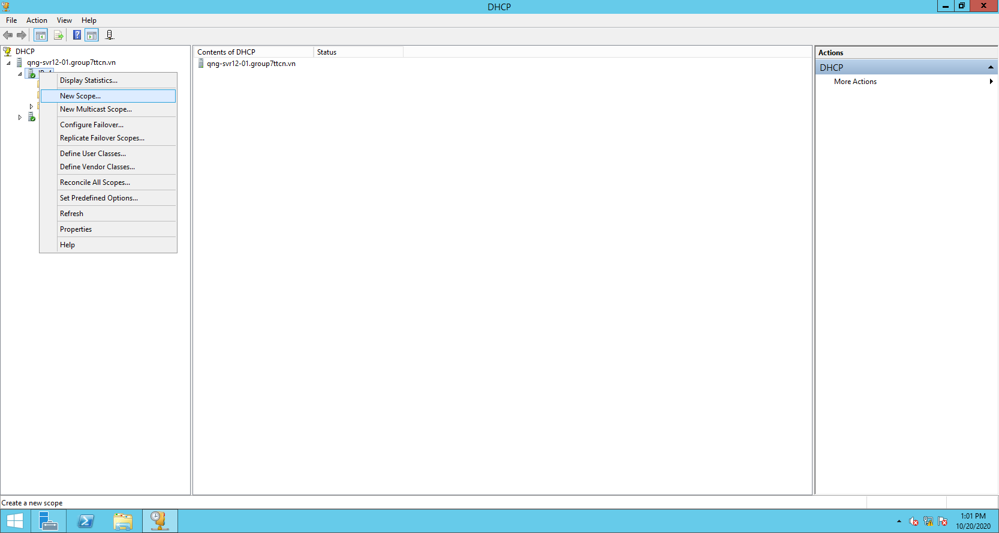 DHCP
File Action View Help
DHCP
qng-svr12-01.group7ttcn.vn
Display Statistics...
New Scope...
New Multicast Scope...
Configure Failover...
Replicate Failover Scopes...
Define User Classes...
Define Vendor Classes...
Reconcile All Scopes...
Set Predefined Options...
Refresh
Properties
Help
Contents of DHCP Status
qng-svr12-01.group7ttcn.vn
Actions
DHCP
More Actions
Create a new scope
1:01 PM
10/20/2020